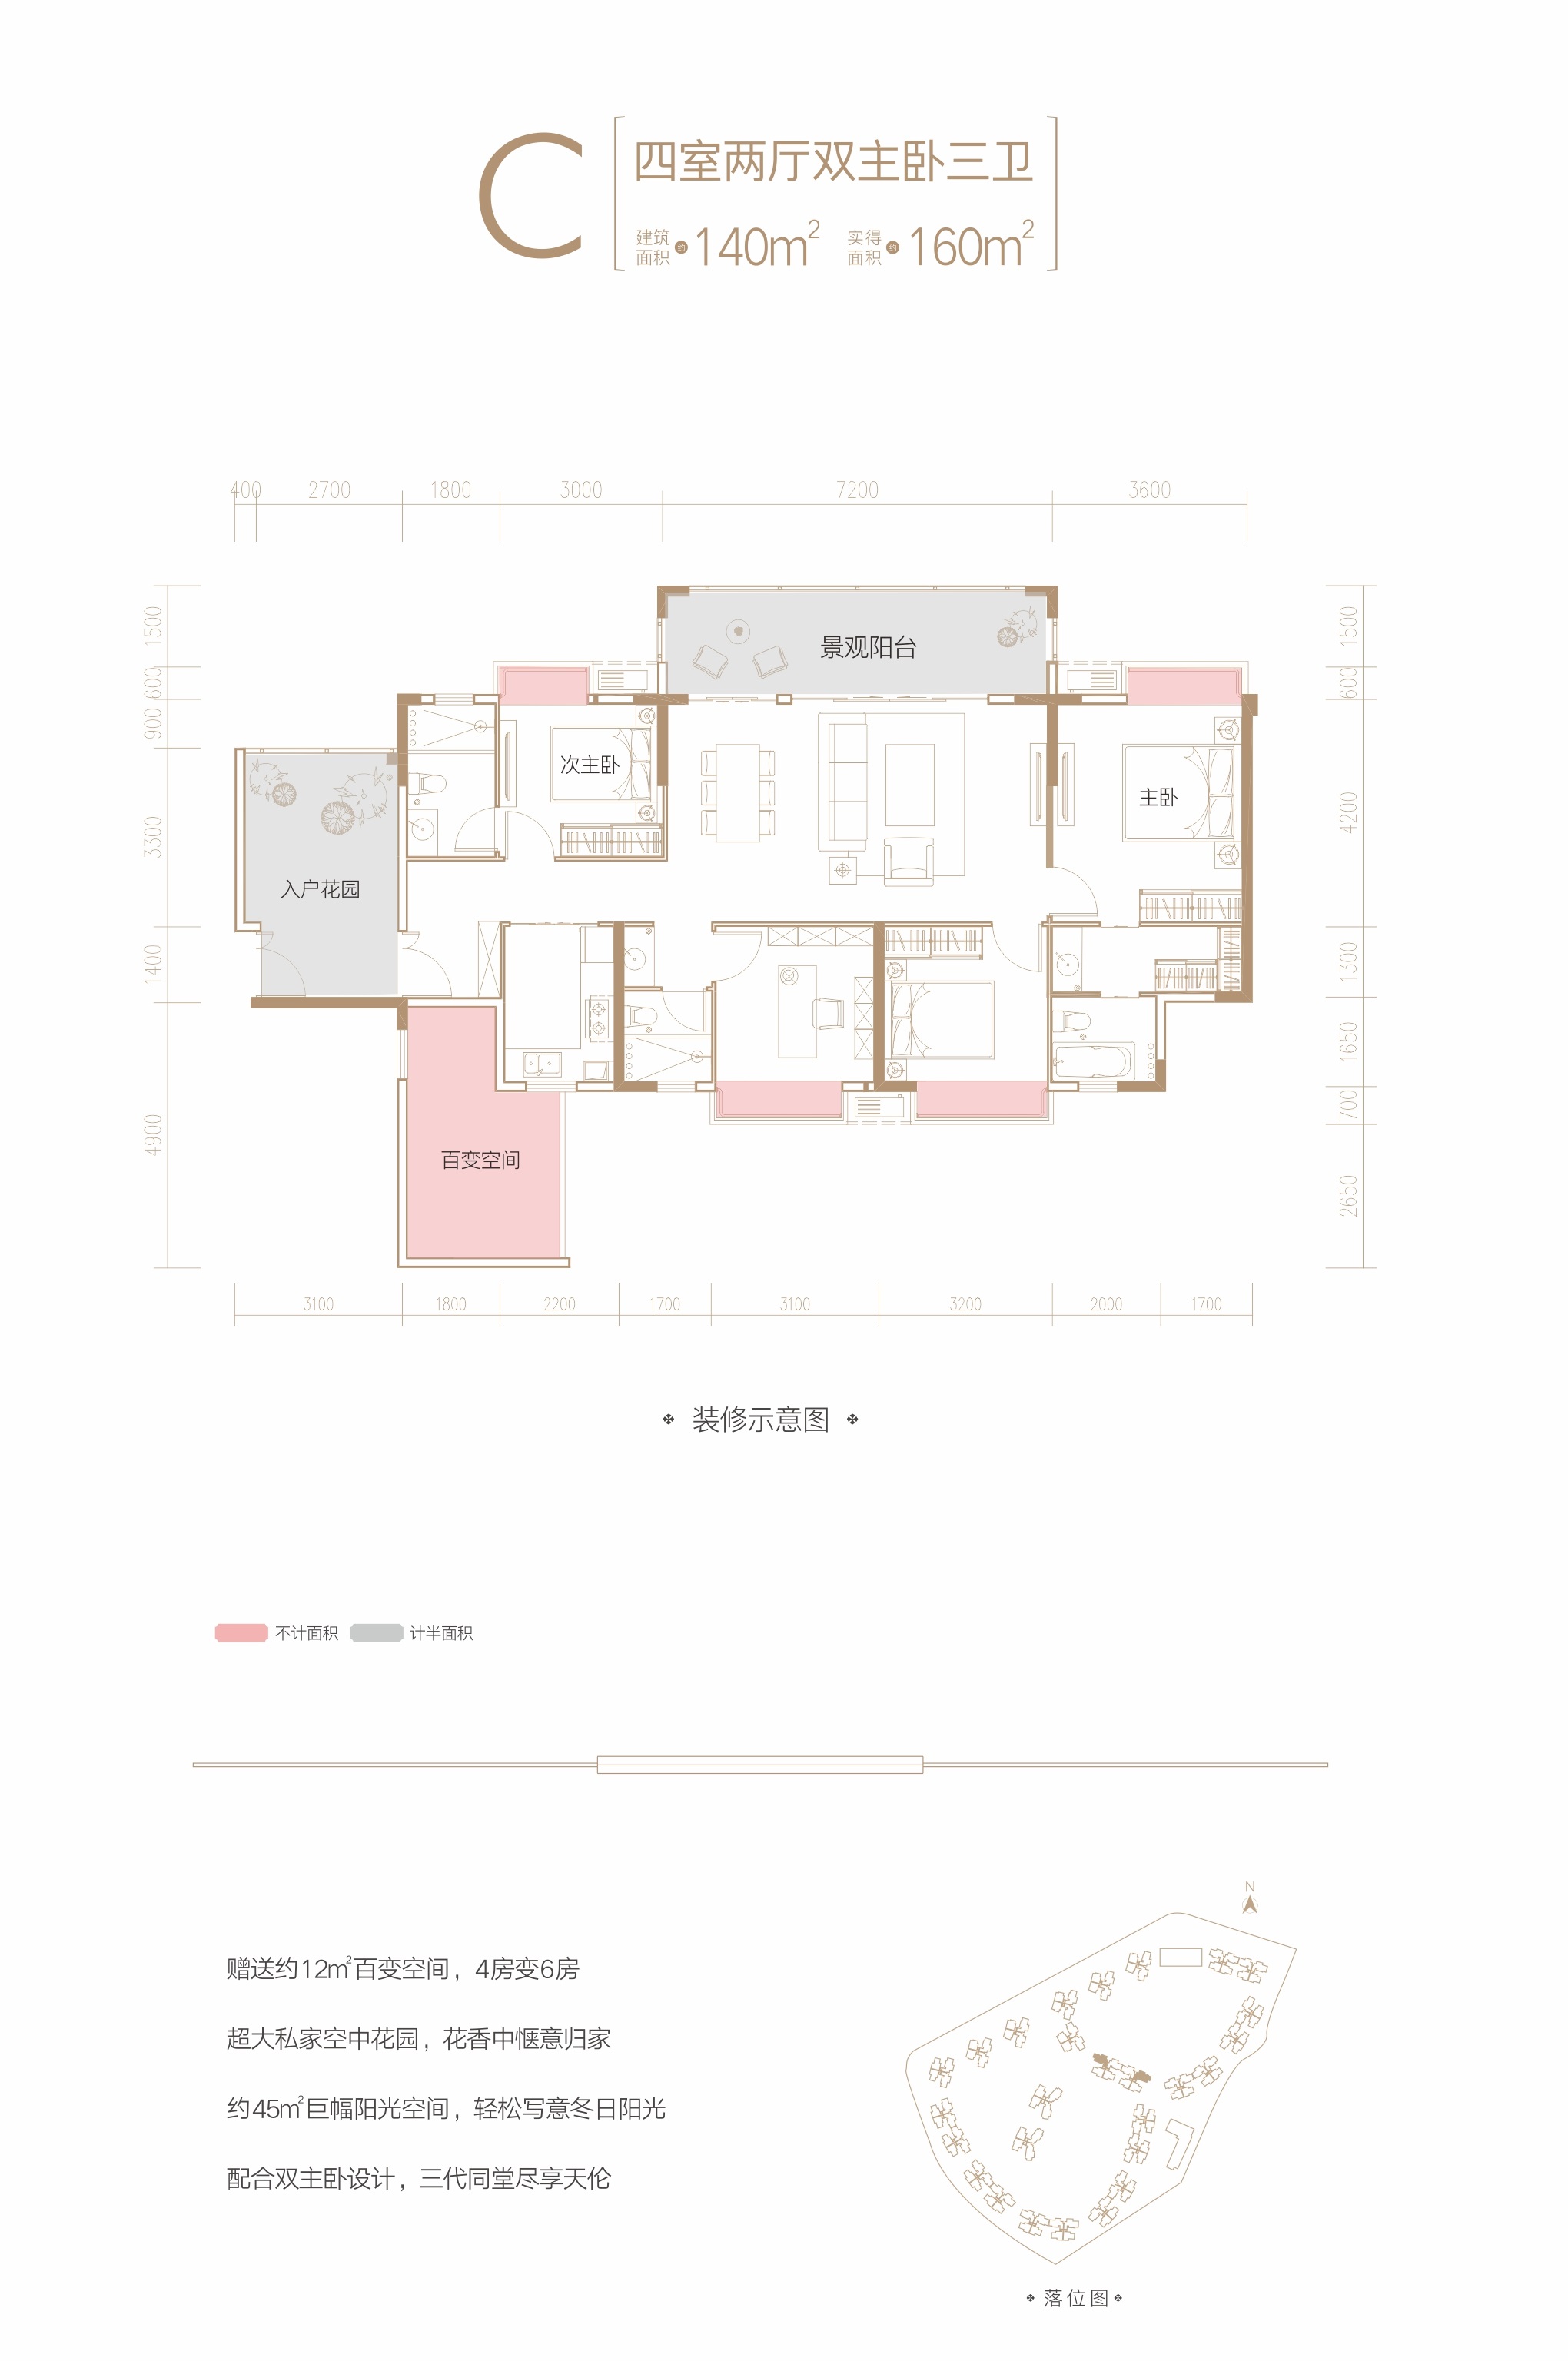 C
四室两厅双主卧三卫
建筑面积 约 140m² 实得面积 约 160m²
400 2700 1800 3000 7200 3600
1500
600
900
3300
1400
4900
1500
600
4200
1300
1650
700
2650
景观阳台
次主卧
主卧
入户花园
百变空间
3100 1800 2200 1700 3100 3200 2000 1700
装修示意图
不计面积 计半面积
N
赠送约12㎡百变空间，4房变6房
超大私家空中花园，花香中惬意归家
约45㎡巨幅阳光空间，轻松写意冬日阳光
配合双主卧设计，三代同堂尽享天伦
落位图